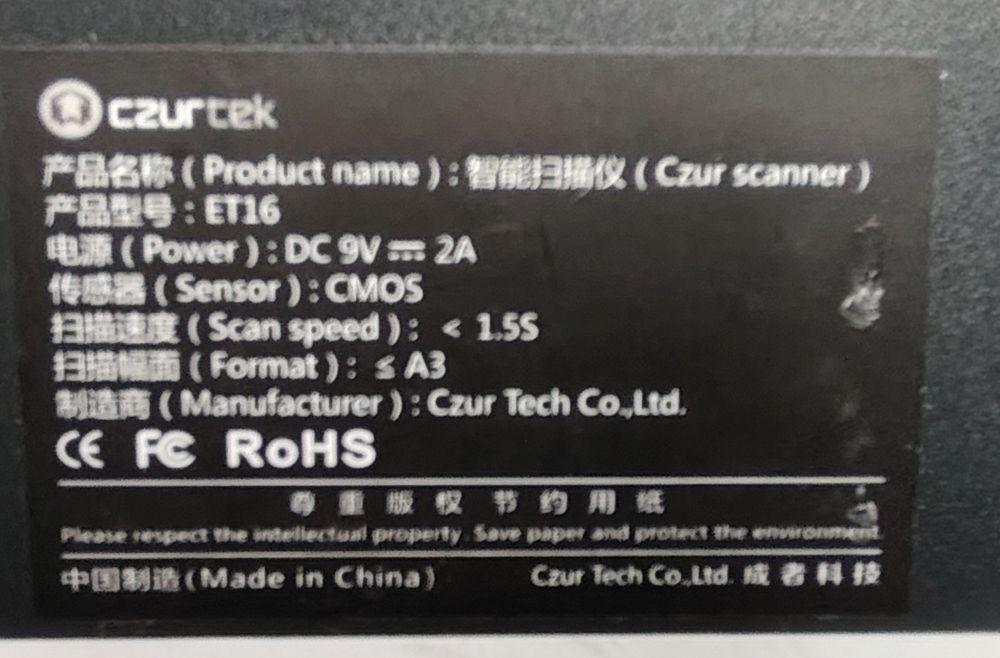 czurtek
产品名称 ( Product name ) : 智能扫描仪 ( Czur scanner )
产品型号 : ET16
电源 ( Power ) : DC 9V ⎓ 2A
传感器 ( Sensor ) : CMOS
扫描速度 ( Scan speed ) : < 1.5S
扫描幅面 ( Format ) : ≤ A3
制造商 ( Manufacturer ) : Czur Tech Co.,Ltd.
CE FC RoHS
尊重版权 节约用纸
Please respect the intellectual property. Save paper and protect the environment.
中国制造 (Made in China) Czur Tech Co.,Ltd. 成者科技